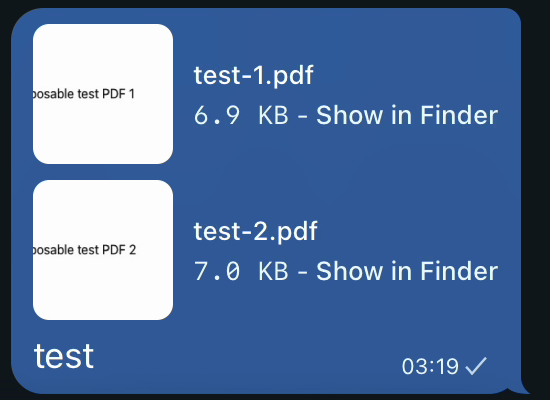 posable test PDF 1
test-1.pdf
6.9 KB - Show in Finder
posable test PDF 2
test-2.pdf
7.0 KB - Show in Finder
test
03:19